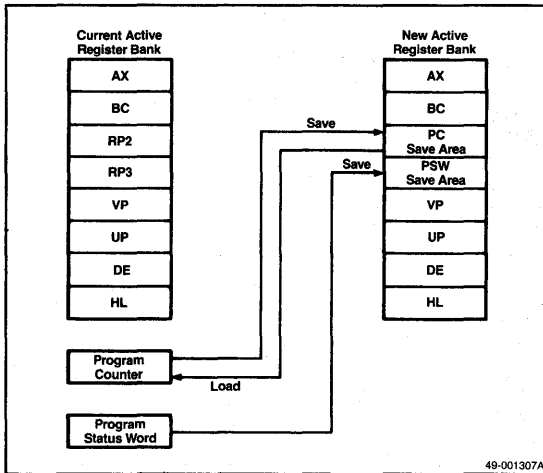 Current Active
Register Bank
AX
BC
RP2
RP3
VP
UP
DE
HL
Program
Counter
Program
Status Word
Save
Save
Load
New Active
Register Bank
AX
BC
PC
Save Area
PSW
Save Area
VP
UP
DE
HL
49-001307A